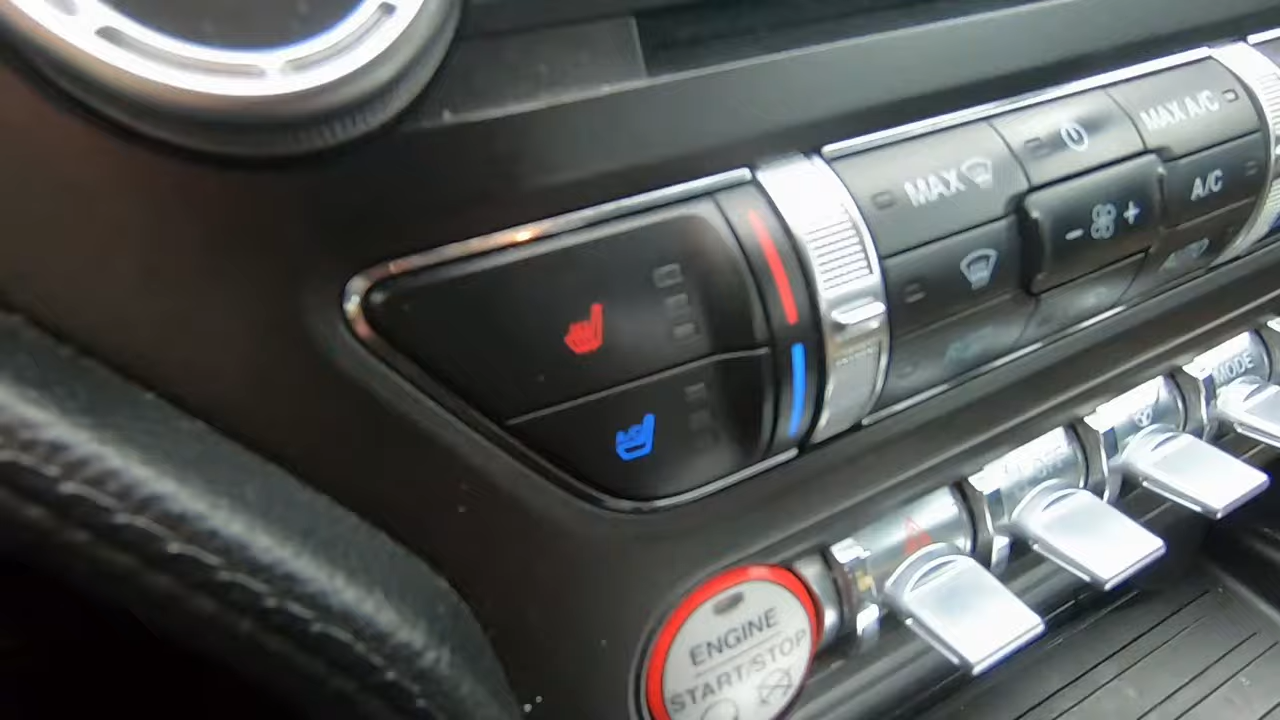 MAX
MAX A/C
- +
A/C
MODE
ENGINE
START/STOP